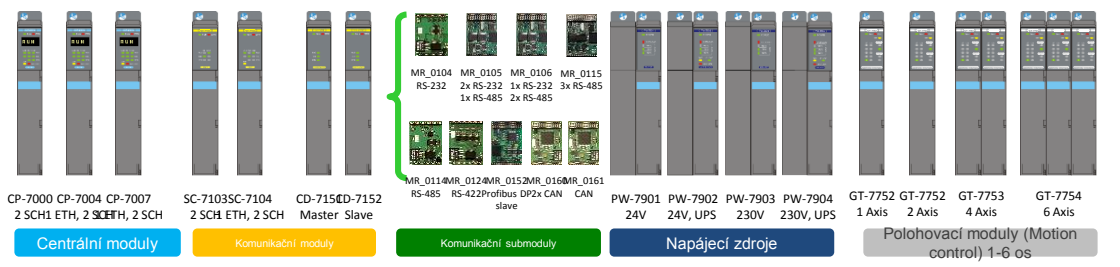 MR_0104
RS-232
MR_0105
2x RS-232
1x RS-485
MR_0106
1x RS-232
2x RS-485
MR_0115
3x RS-485
MR_0114
RS-485
MR_0124
RS-422
MR_0152
Profibus DP
slave
MR_0160
2x CAN
MR_0161
CAN
CP-7000
2 SCH
CP-7004
1 ETH, 2 SCH
CP-7007
ETH, 2 SCH
SC-7103
2 SCH
SC-7104
1 ETH, 2 SCH
CD-7151
Master
CD-7152
Slave
PW-7901
24V
PW-7902
24V, UPS
PW-7903
230V
PW-7904
230V, UPS
GT-7752
1 Axis
GT-7752
2 Axis
GT-7753
4 Axis
GT-7754
6 Axis
Centrální moduly
Komunikační moduly
Komunikační submoduly
Napájecí zdroje
Polohovací moduly (Motion
control) 1-6 os